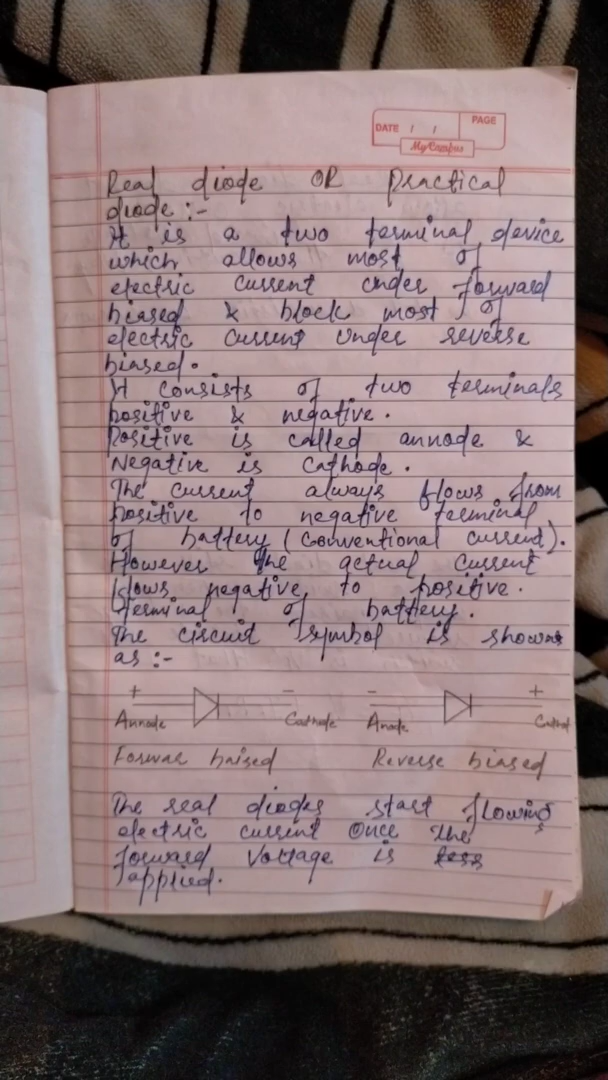 DATE / / PAGE
My Campus
Real diode OR practical
diode :-
It is a two terminal device
which allows most of
electric current under forward
biased & block most of
electric current under reverse
biased.
It consists of two terminals
positive & negative.
Positive is called annode &
Negative is cathode.
The current always flows from
positive to negative terminal
of battery (conventional current).
However the actual current
flows negative to positive.
terminal of battery.
The circuit symbol is shown
as :-
+ - - +
Annode Cathode Anode Cathod
Forwar baised Reverse biased
The real diodes start flowing
electric current once the
forward voltage is less
applied.